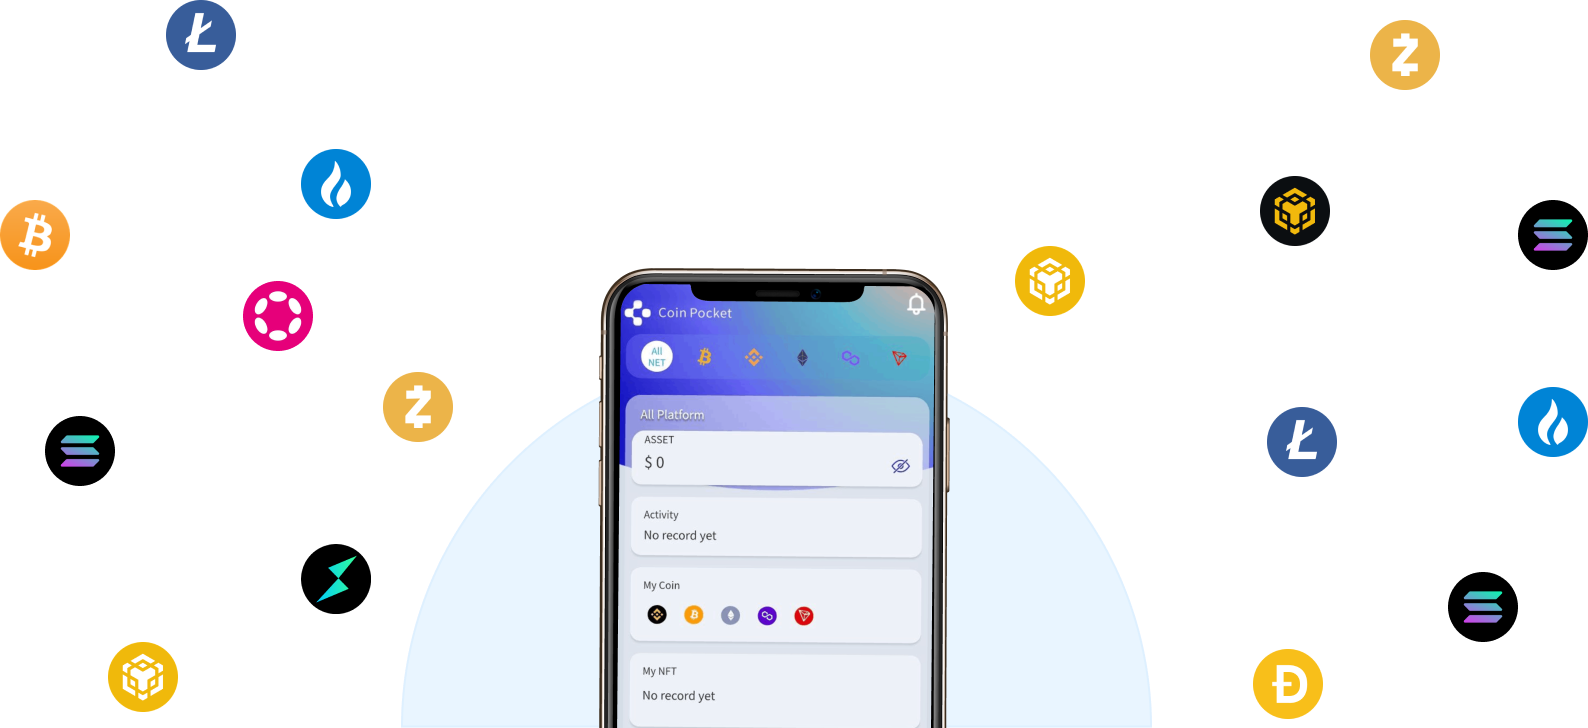 Coin Pocket
All
NET
All Platform
ASSET
$ 0
Activity
No record yet
My Coin
My NFT
No record yet